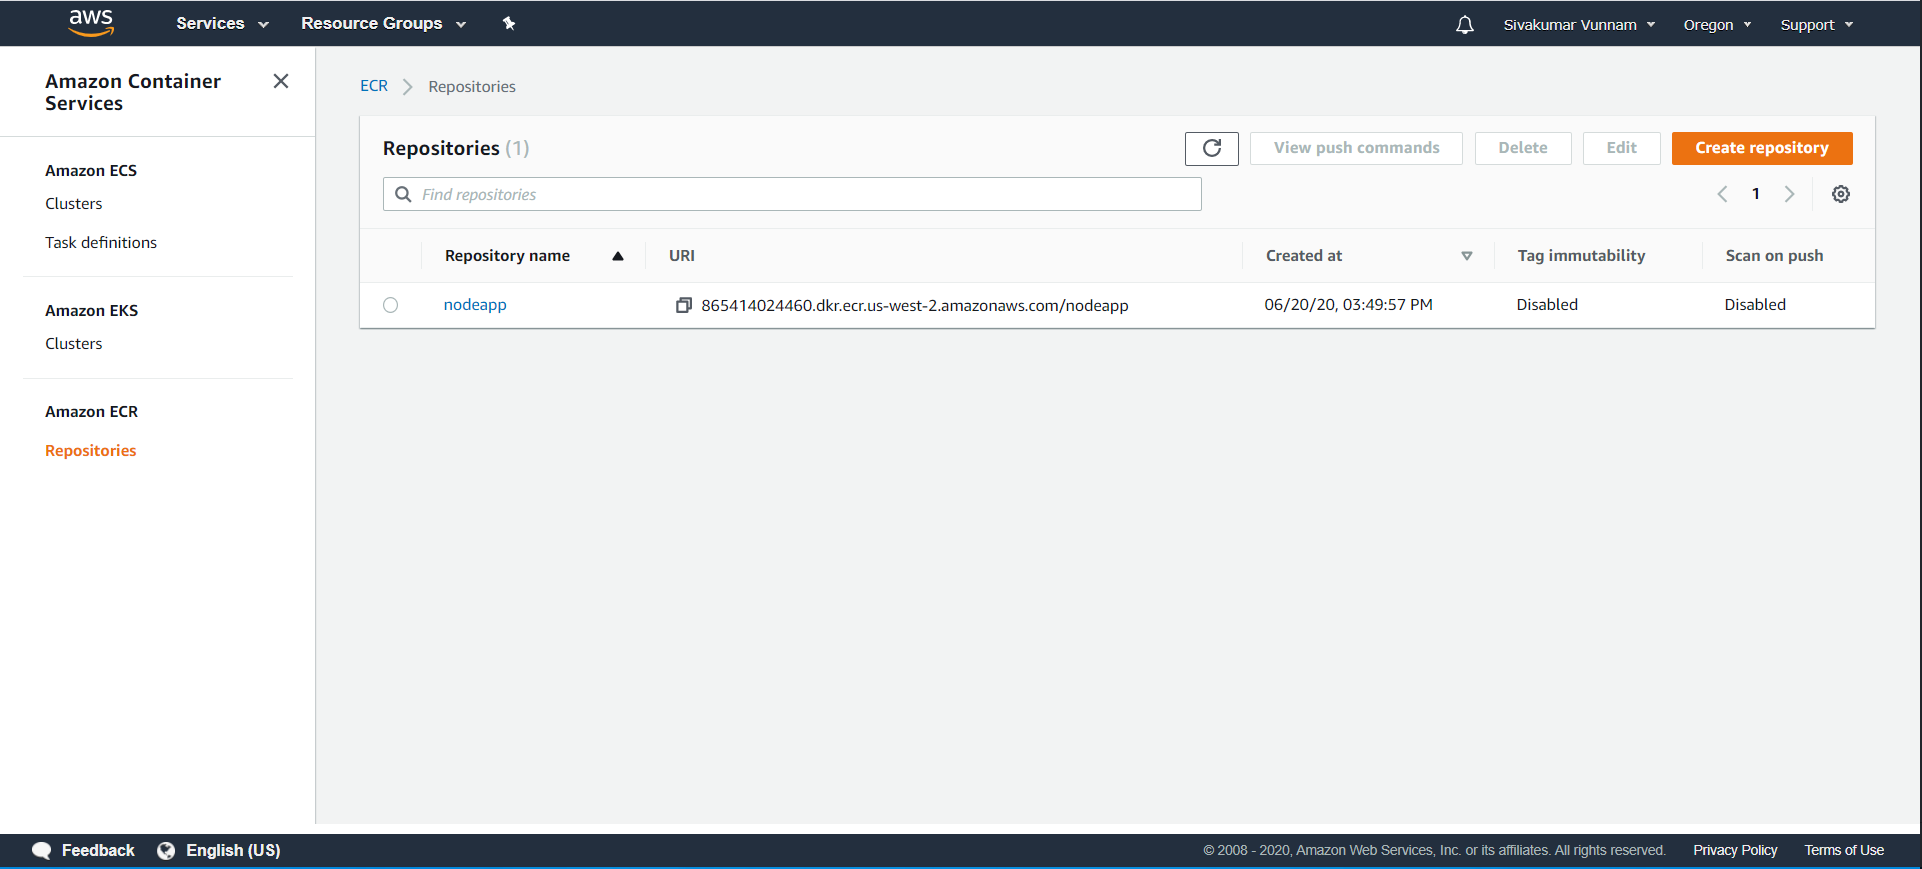 aws Services Resource Groups Sivakumar Vunnam Oregon Support
Amazon Container
Services
Amazon ECS
Clusters
Task definitions
Amazon EKS
Clusters
Amazon ECR
Repositories
ECR Repositories
Repositories (1) View push commands Delete Edit Create repository
Find repositories 1
Repository name URI Created at Tag immutability Scan on push
nodeapp 865414024460.dkr.ecr.us-west-2.amazonaws.com/nodeapp 06/20/20, 03:49:57 PM Disabled Disabled
Feedback English (US) © 2008 - 2020, Amazon Web Services, Inc. or its affiliates. All rights reserved. Privacy Policy Terms of Use